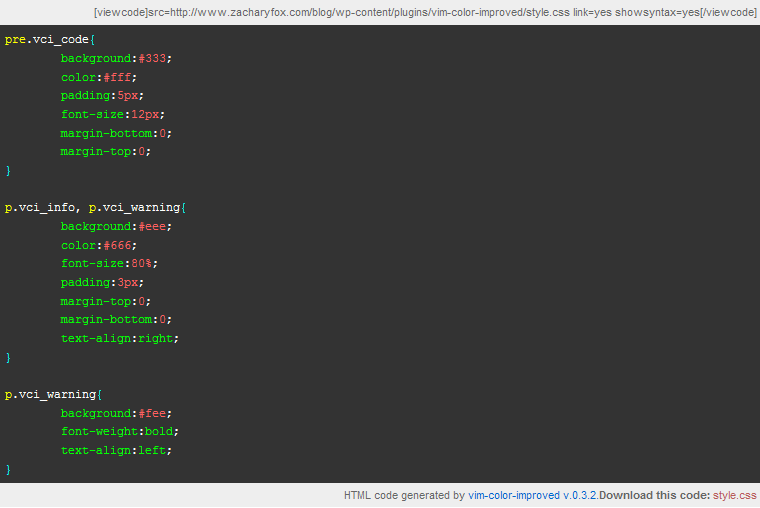 [viewcode]src=http://www.zacharyfox.com/blog/wp-content/plugins/vim-color-improved/style.css link=yes showsyntax=yes[/viewcode]
pre.vci_code{
        background:#333;
        color:#fff;
        padding:5px;
        font-size:12px;
        margin-bottom:0;
        margin-top:0;
}

p.vci_info, p.vci_warning{
        background:#eee;
        color:#666;
        font-size:80%;
        padding:3px;
        margin-top:0;
        margin-bottom:0;
        text-align:right;
}

p.vci_warning{
        background:#fee;
        font-weight:bold;
        text-align:left;
}
HTML code generated by vim-color-improved v.0.3.2.Download this code: style.css